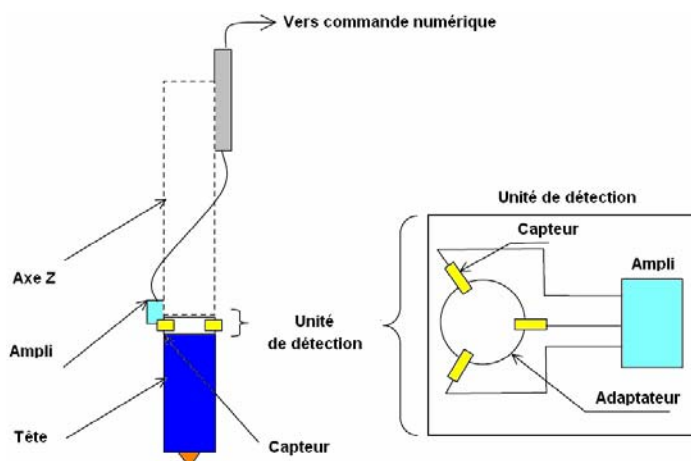 Vers commande numérique
Unité de détection
Capteur
Ampli
Axe Z
Unité
de détection
Ampli
Adaptateur
Tête
Capteur